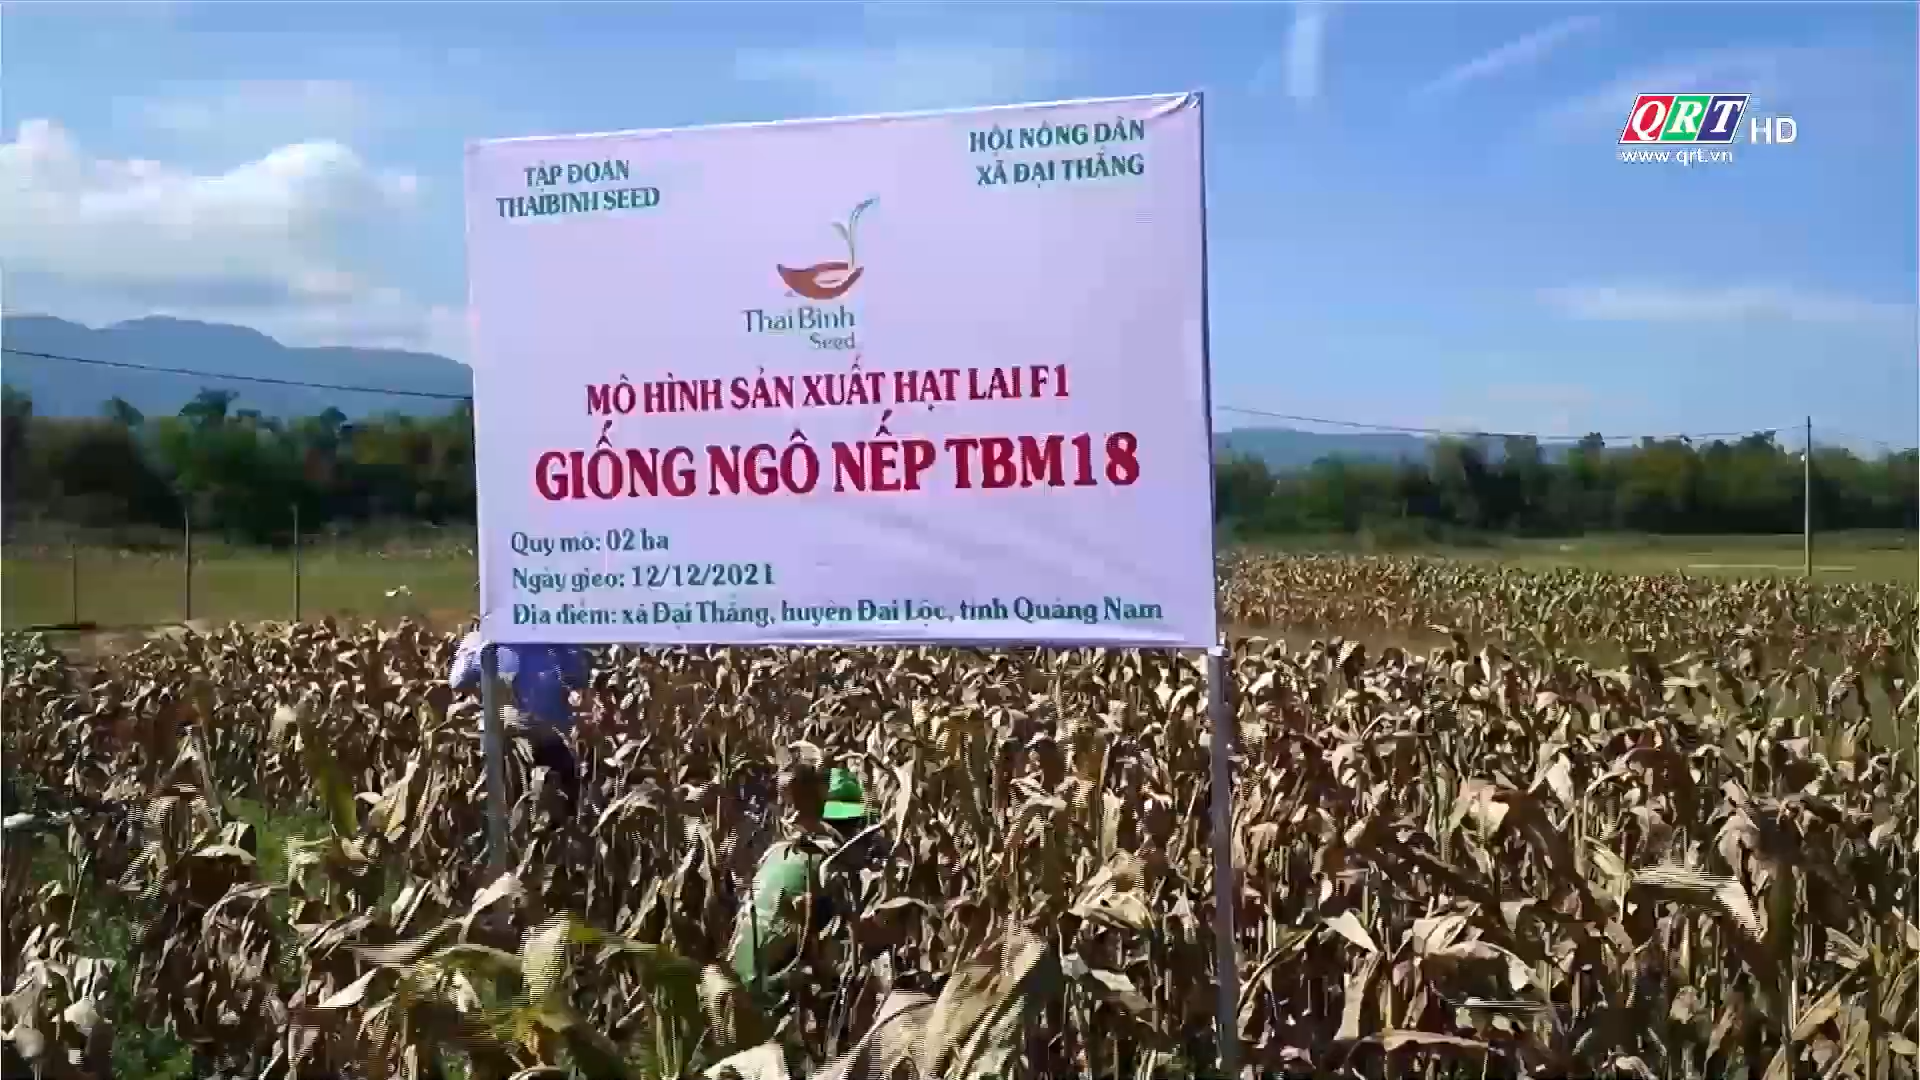 TẬP ĐOÀN
THAIBINH SEED
HỘI NÔNG DÂN
XÃ ĐẠI THẮNG
Thai Binh
Seed
MÔ HÌNH SẢN XUẤT HẠT LAI F1
GIỐNG NGÔ NẾP TBM18
Quy mô: 02 ha
Ngày gieo: 12/12/2021
Địa điểm: xã Đại Thắng, huyện Đại Lộc, tỉnh Quảng Nam
QRT HD
www.qrt.vn